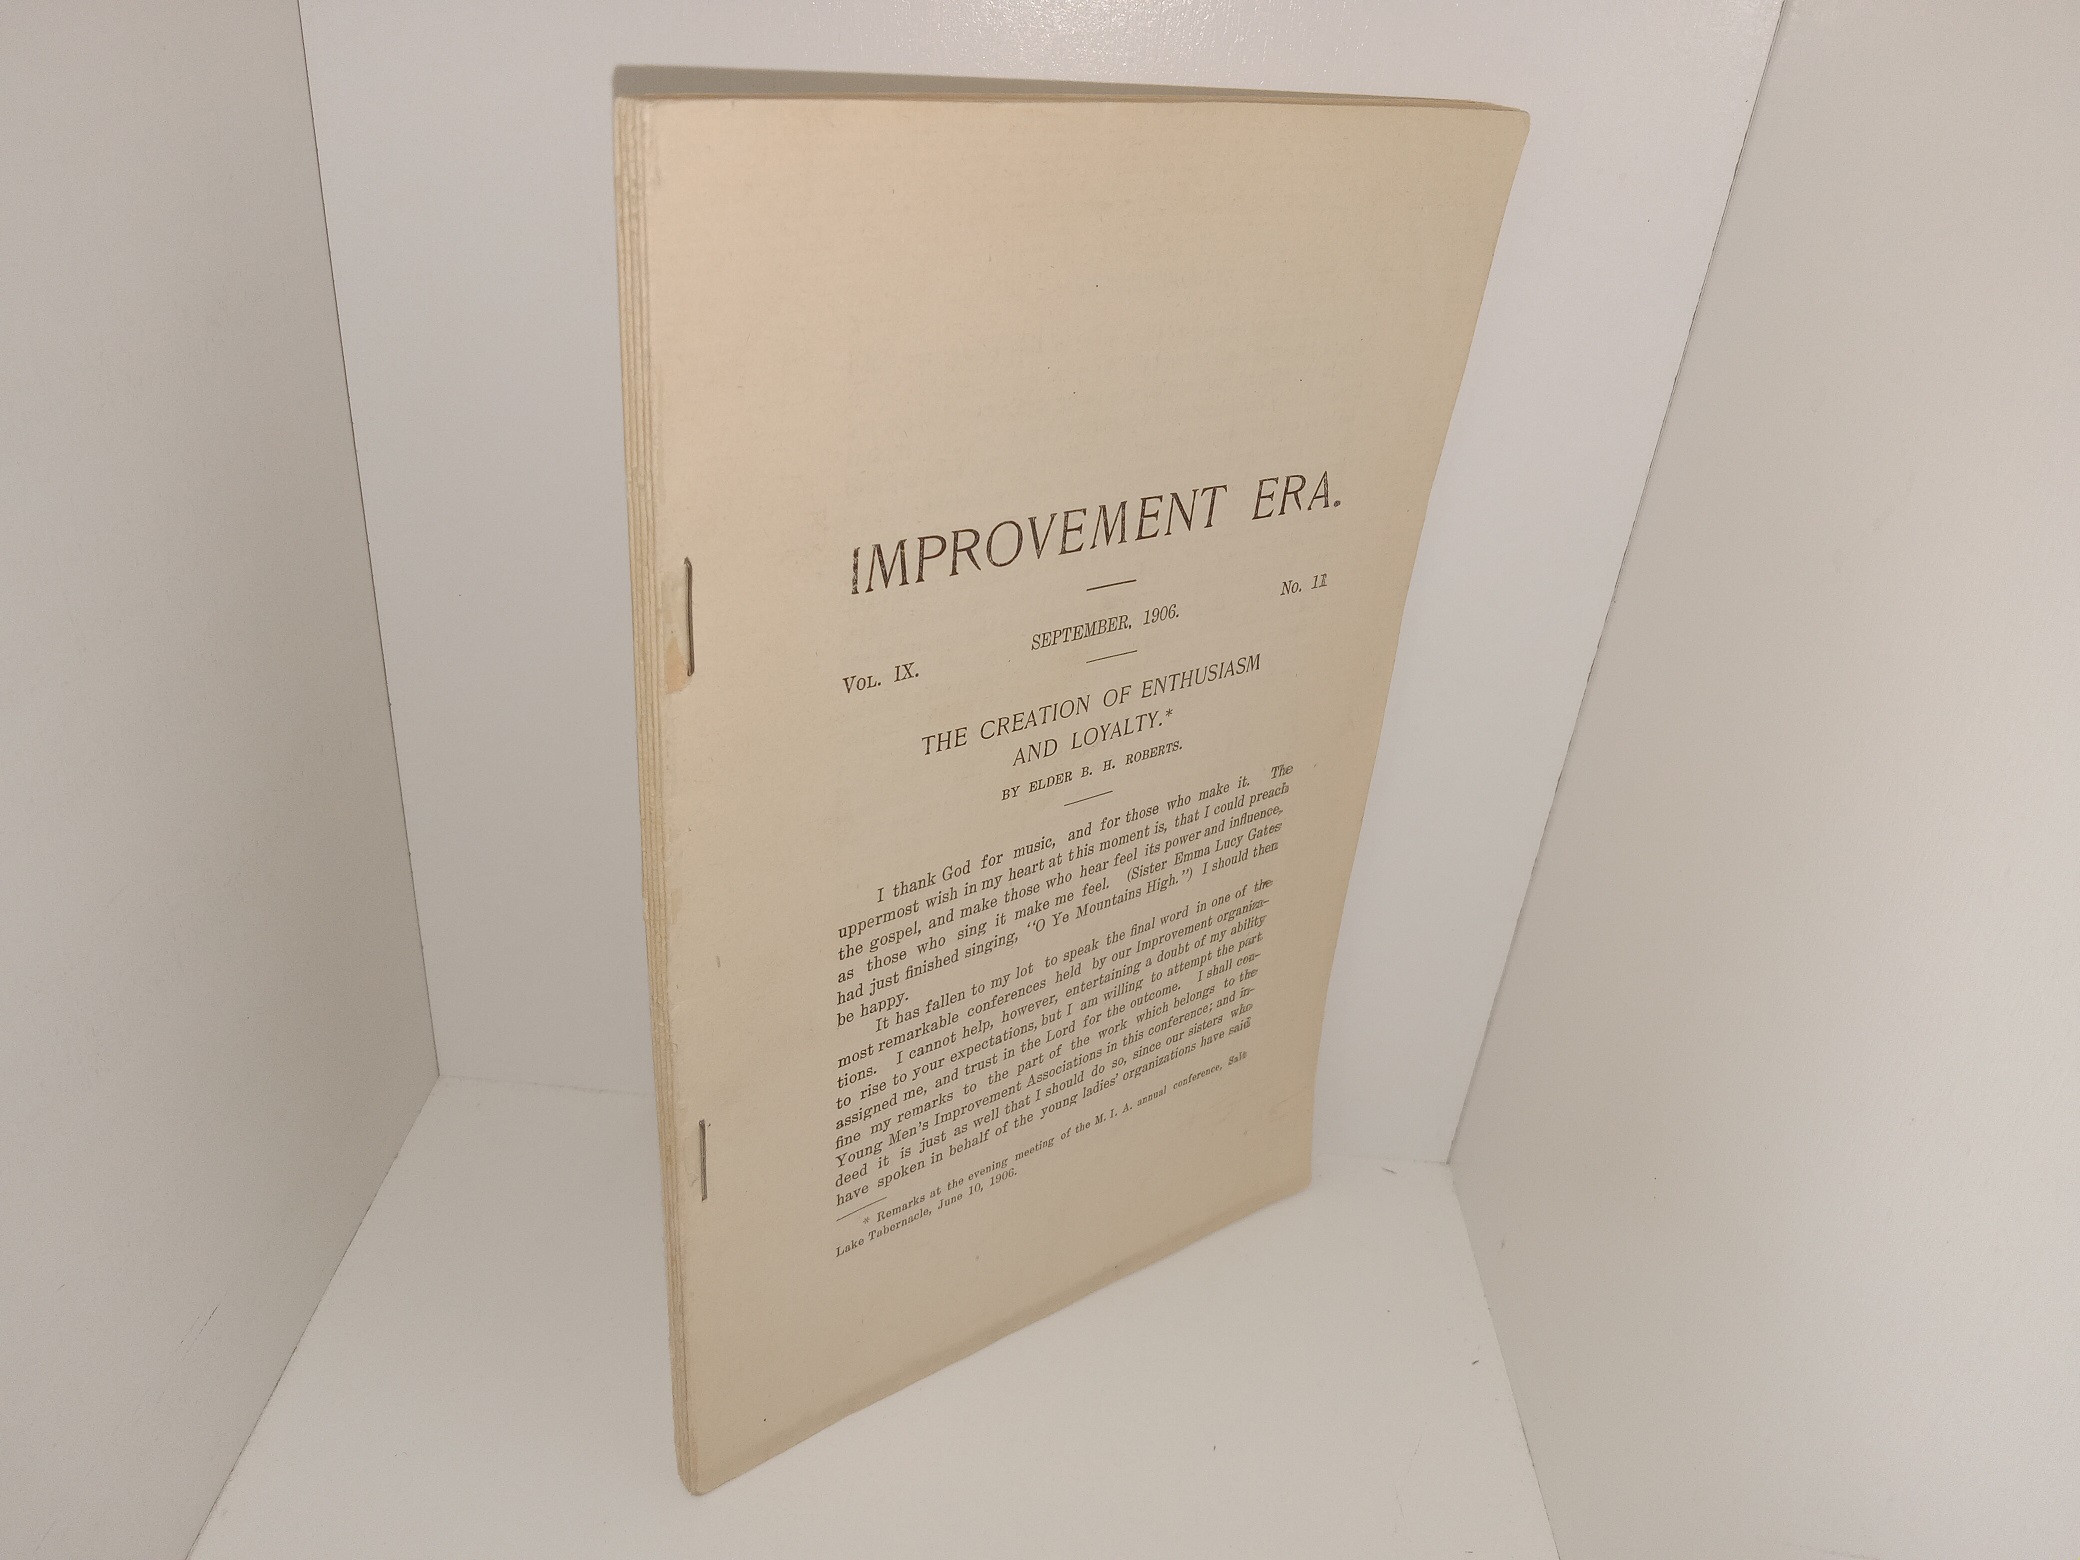 IMPROVEMENT ERA.
VOL. IX. SEPTEMBER, 1906. No. 11
THE CREATION OF ENTHUSIASM
AND LOYALTY.*
BY ELDER B. H. ROBERTS.
I thank God for music, and for those who make it. The
uppermost wish in my heart at this moment is, that I could preach
the gospel, and make those who hear feel its power and influence,
as those who sing it make me feel. (Sister Emma Lucy Gates
had just finished singing, "O Ye Mountains High.") I should then
be happy.
It has fallen to my lot to speak the final word in one of the
most remarkable conferences held by our Improvement organiza-
tions. I cannot help, however, entertaining a doubt of my ability
to rise to your expectations, but I am willing to attempt the part
assigned me, and trust in the Lord for the outcome. I shall con-
fine my remarks to the part of the work which belongs to the
Young Men's Improvement Associations in this conference; and in-
deed it is just as well that I should do so, since our sisters who
have spoken in behalf of the young ladies' organizations have said
* Remarks at the evening meeting of the M. I. A. annual conference, Salt
Lake Tabernacle, June 10, 1906.